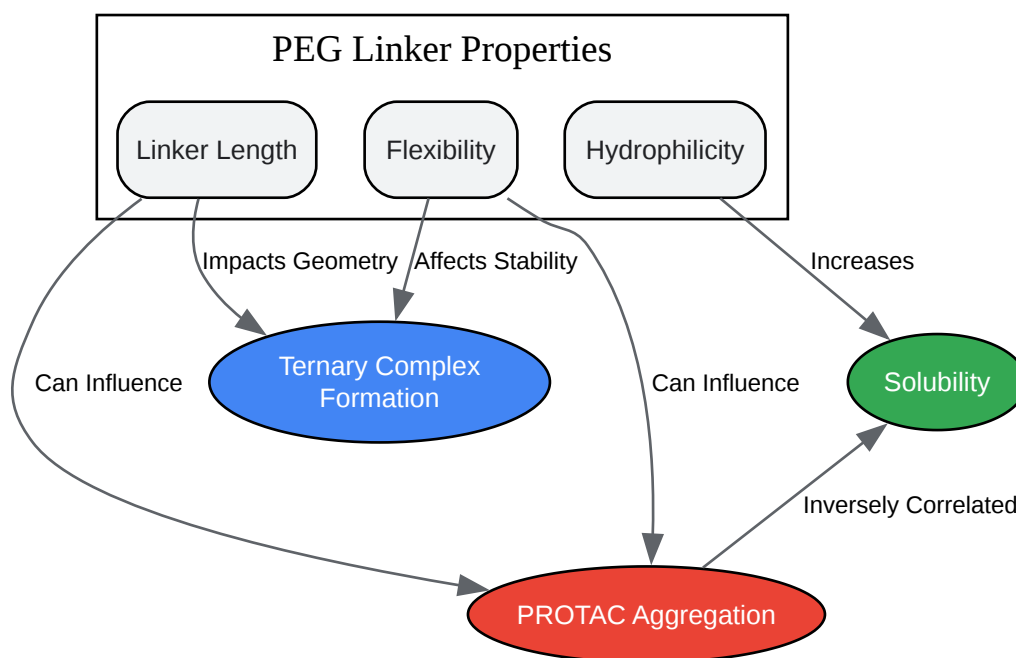 PEG Linker Properties
Linker Length
Flexibility
Hydrophilicity
Impacts Geometry
Affects Stability
Increases
Ternary Complex
Formation
Can Influence
Can Influence
Solubility
Inversely Correlated
PROTAC Aggregation